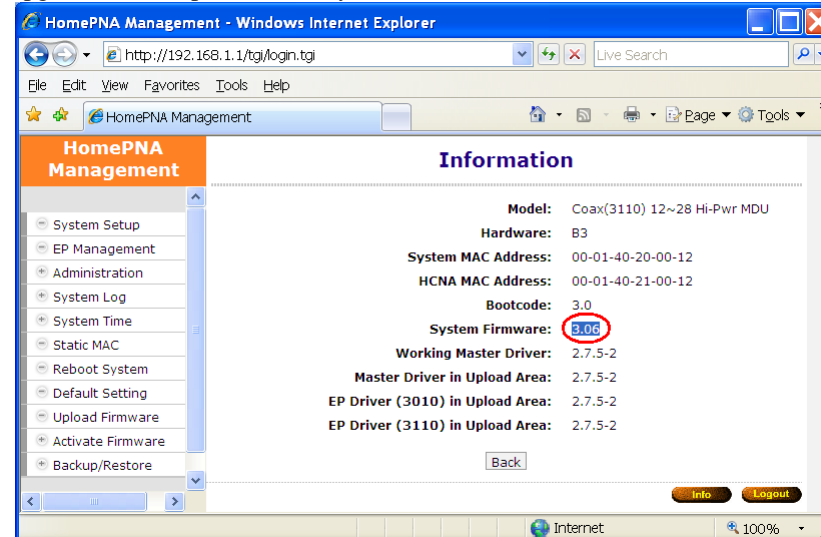 HomePNA Management - Windows Internet Explorer
http://192.168.1.1/tgi/login.tgi
Live Search
File Edit View Favorites Tools Help
HomePNA Management
Page Tools
HomePNA
Management
Information
System Setup
EP Management
Administration
System Log
System Time
Static MAC
Reboot System
Default Setting
Upload Firmware
Activate Firmware
Backup/Restore
Model: Coax(3110) 12~28 Hi-Pwr MDU
Hardware: B3
System MAC Address: 00-01-40-20-00-12
HCNA MAC Address: 00-01-40-21-00-12
Bootcode: 3.0
System Firmware: 3.06
Working Master Driver: 2.7.5-2
Master Driver in Upload Area: 2.7.5-2
EP Driver (3010) in Upload Area: 2.7.5-2
EP Driver (3110) in Upload Area: 2.7.5-2
Back
Info Logout
Internet 100%